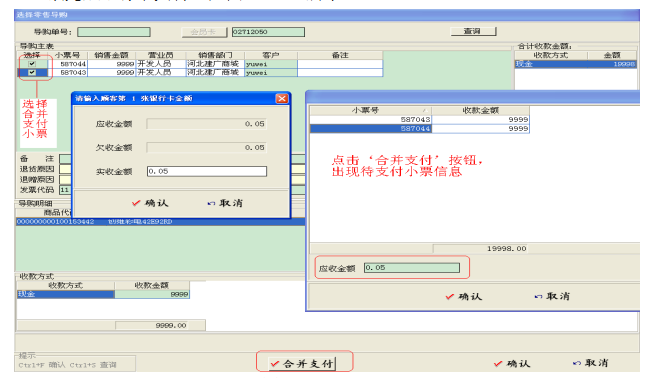 选择零售导购
导购单号:
会员卡
02712050
查询
导购主表
合计收款金额:
选择 小票号 销售金额 营业员 销售部门 客户 备注
收款方式 金额
587044 9999 开发人员 河北建厂商城 yuwei
现金 19998
587043 9999 开发人员 河北建厂商城 yuwei
选择
合并
支付
小票
请输入顾客第 1 张银行卡金额
应收金额 0.05
欠收金额 0.05
实收金额 0.05
确认 取消
小票号 收款金额
587043 9999
587044 9999
点击‘合并支付’按钮,
出现待支付小票信息
19998.00
应收金额 0.05
确认 取消
备 注
退货原因
退赠原因
发票代码 11
导购明细
商品代
收款方式
收款方式 收款金额
现金 9999
9999.00
提示
Ctrl+F 确认 Ctrl+S 查询
合并支付
确认 取消